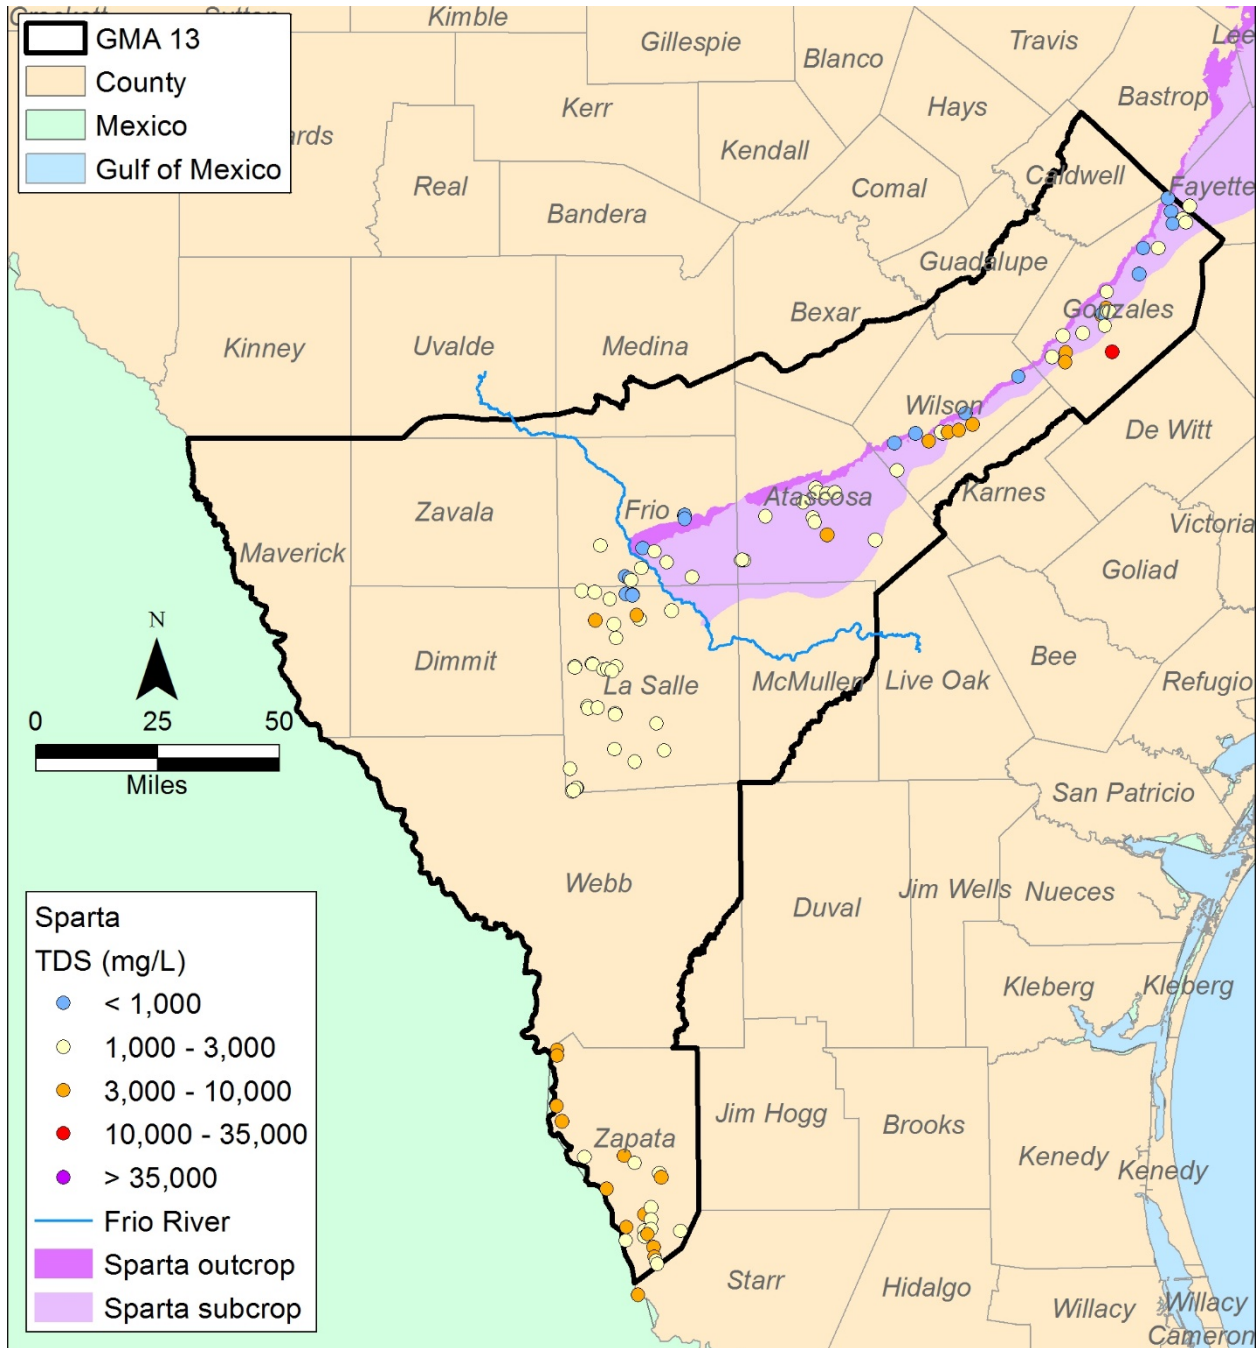 GMA 13
County
Mexico
Gulf of Mexico
Kimble
Gillespie
Blanco
Travis
Lee
Bastrop
Hays
Kerr
ards
Kendall
Real
Comal
Caldwell
Fayette
Bandera
Guadalupe
Bexar
Gonzales
Kinney
Uvalde
Medina
Wilson
De Witt
Zavala
Frio
Atascosa
Karnes
Victoria
Maverick
Goliad
N
Dimmit
La Salle
McMullen
Live Oak
Bee
Refugio
0 25 50
Miles
San Patricio
Webb
Duval
Jim Wells
Nueces
Kleberg
Kleberg
Sparta
TDS (mg/L)
< 1,000
1,000 - 3,000
3,000 - 10,000
10,000 - 35,000
> 35,000
Frio River
Sparta outcrop
Sparta subcrop
Zapata
Jim Hogg
Brooks
Kenedy
Kenedy
Starr
Hidalgo
Willacy
Willacy
Cameron